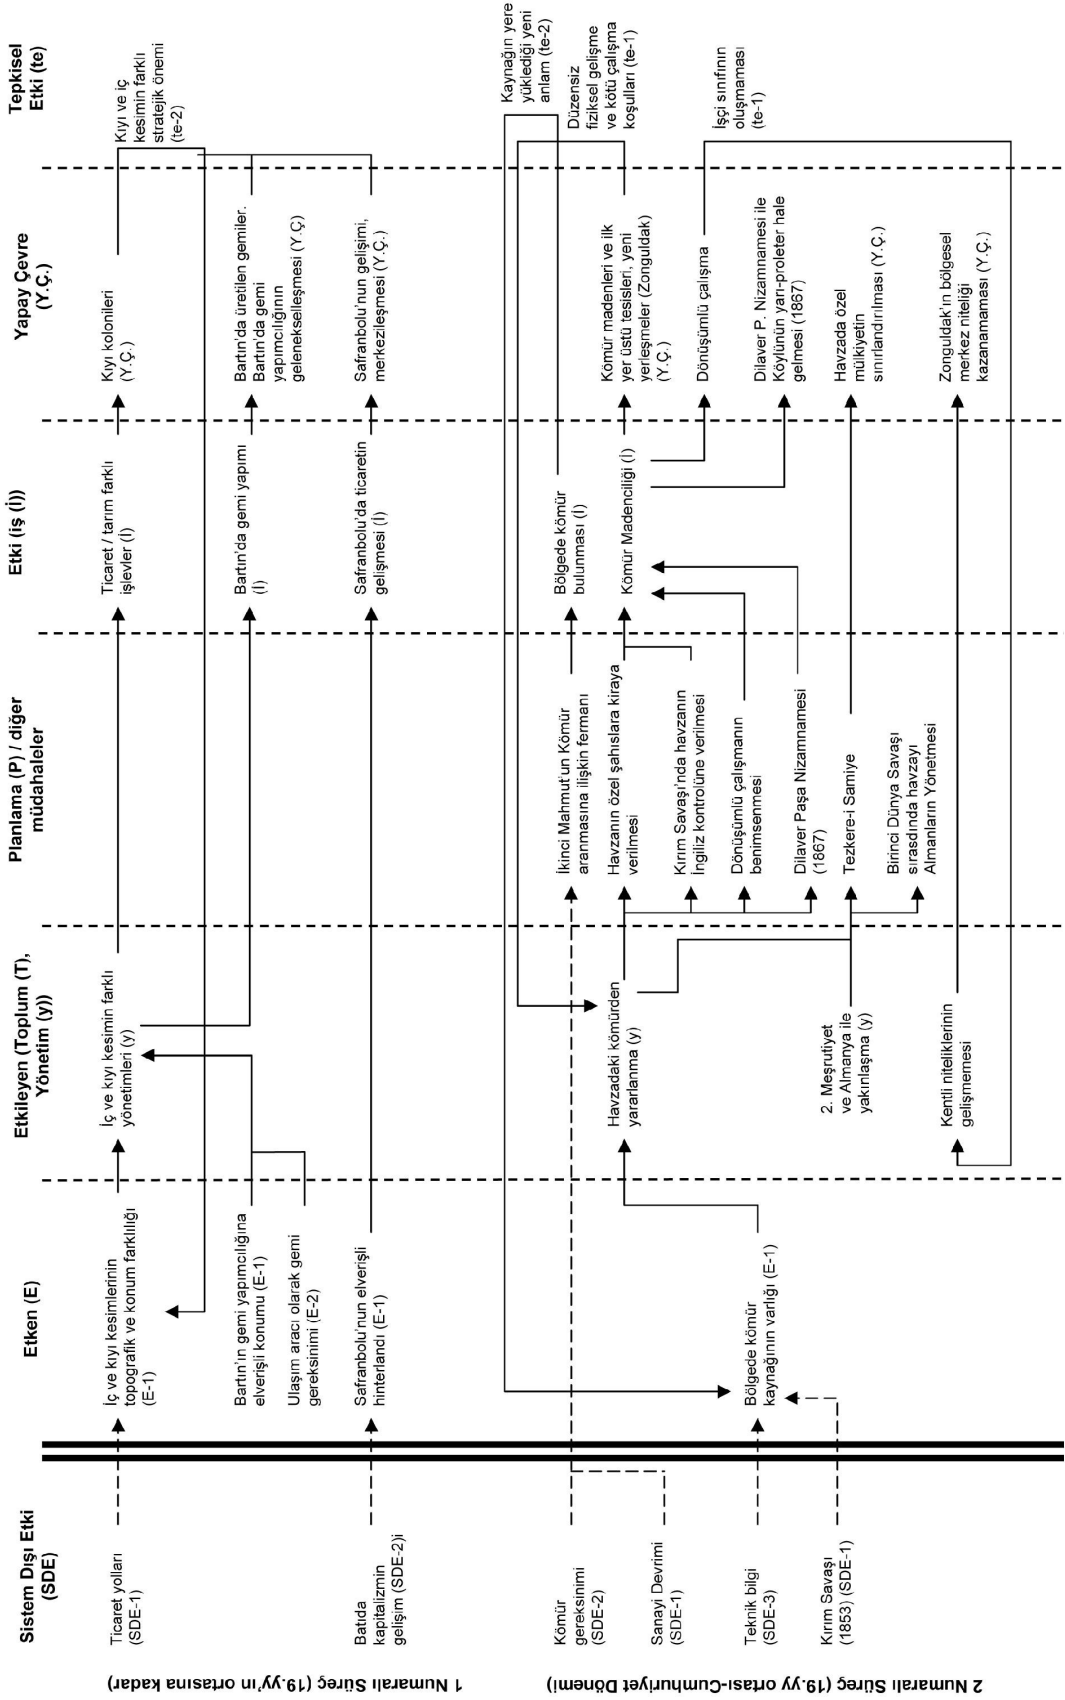 Sistem Dışı Etki
(SDE)
Etken (E)
Etkileyen (Toplum (T),
Yönetim (y))
Planlama (P) / diğer
müdahaleler
Etki (iş (İ))
Yapay Çevre
(Y.Ç.)
Tepkisel
Etki (te)
1 Numaralı Süreç (19.yy'ın ortasına kadar)
Ticaret yolları
(SDE-1)
İç ve kıyı kesimlerinin
topografik ve konum farklılığı
(E-1)
İç ve kıyı kesimin farklı
yönetimleri (y)
Ticaret / tarım farklı
işlevler (İ)
Kıyı kolonileri
(Y.Ç.)
Kıyı ve iç
kesimin farklı
stratejik önemi
(te-2)
Bartın'ın gemi yapımcılığına
elverişli konumu (E-1)
Ulaşım aracı olarak gemi
gereksinimi (E-2)
Bartın'da gemi yapımı
(İ)
Bartın'da üretilen gemiler.
Bartın'da gemi
yapımcılığının
gelenekselleşmesi (Y.Ç)
Batıda
kapitalizmin
gelişim (SDE-2)i
Safranbolu'nun elverişli
hinterlandı (E-1)
Safranbolu'da ticaretin
gelişmesi (İ)
Safranbolu'nun gelişimi,
merkezileşmesi (Y.Ç.)
2 Numaralı Süreç (19.yy ortası-Cumhuriyet Dönemi)
Kömür
gereksinimi
(SDE-2)
Sanayi Devrimi
(SDE-1)
Teknik bilgi
(SDE-3)
Kırım Savaşı
(1853) (SDE-1)
Bölgede kömür
kaynağının varlığı (E-1)
Havzadaki kömürden
yararlanma (y)
2. Meşrutiyet
ve Almanya ile
yakınlaşma (y)
Kentli niteliklerinin
gelişmemesi
İkinci Mahmut'un Kömür
aranmasına ilişkin fermanı
Havzanın özel şahıslara kiraya
verilmesi
Kırım Savaşı'nda havzanın
İngiliz kontrolüne verilmesi
Dönüşümlü çalışmanın
benimsenmesi
Dilaver Paşa Nizamnamesi
(1867)
Tezkere-i Samiye
Birinci Dünya Savaşı
sırasdında havzayı
Almanların Yönetmesi
Bölgede kömür
bulunması (İ)
Kömür Madenciliği (İ)
Kömür madenleri ve ilk
yer üstü tesisleri, yeni
yerleşmeler (Zonguldak)
(Y.Ç.)
Dönüşümlü çalışma
Dilaver P. Nizamnamesi ile
Köylünün yarı-proleter hale
gelmesi (1867)
Havzada özel
mülkiyetin
sınırlandırılması (Y.Ç.)
Zonguldak'ın bölgesel
merkez niteliği
kazanamaması (Y.Ç.)
Kaynağın yere
yüklediği yeni
anlam (te-2)
Düzensiz
fiziksel gelişme
ve kötü çalışma
koşulları (te-1)
İşçi sınıfının
oluşmaması
(te-1)